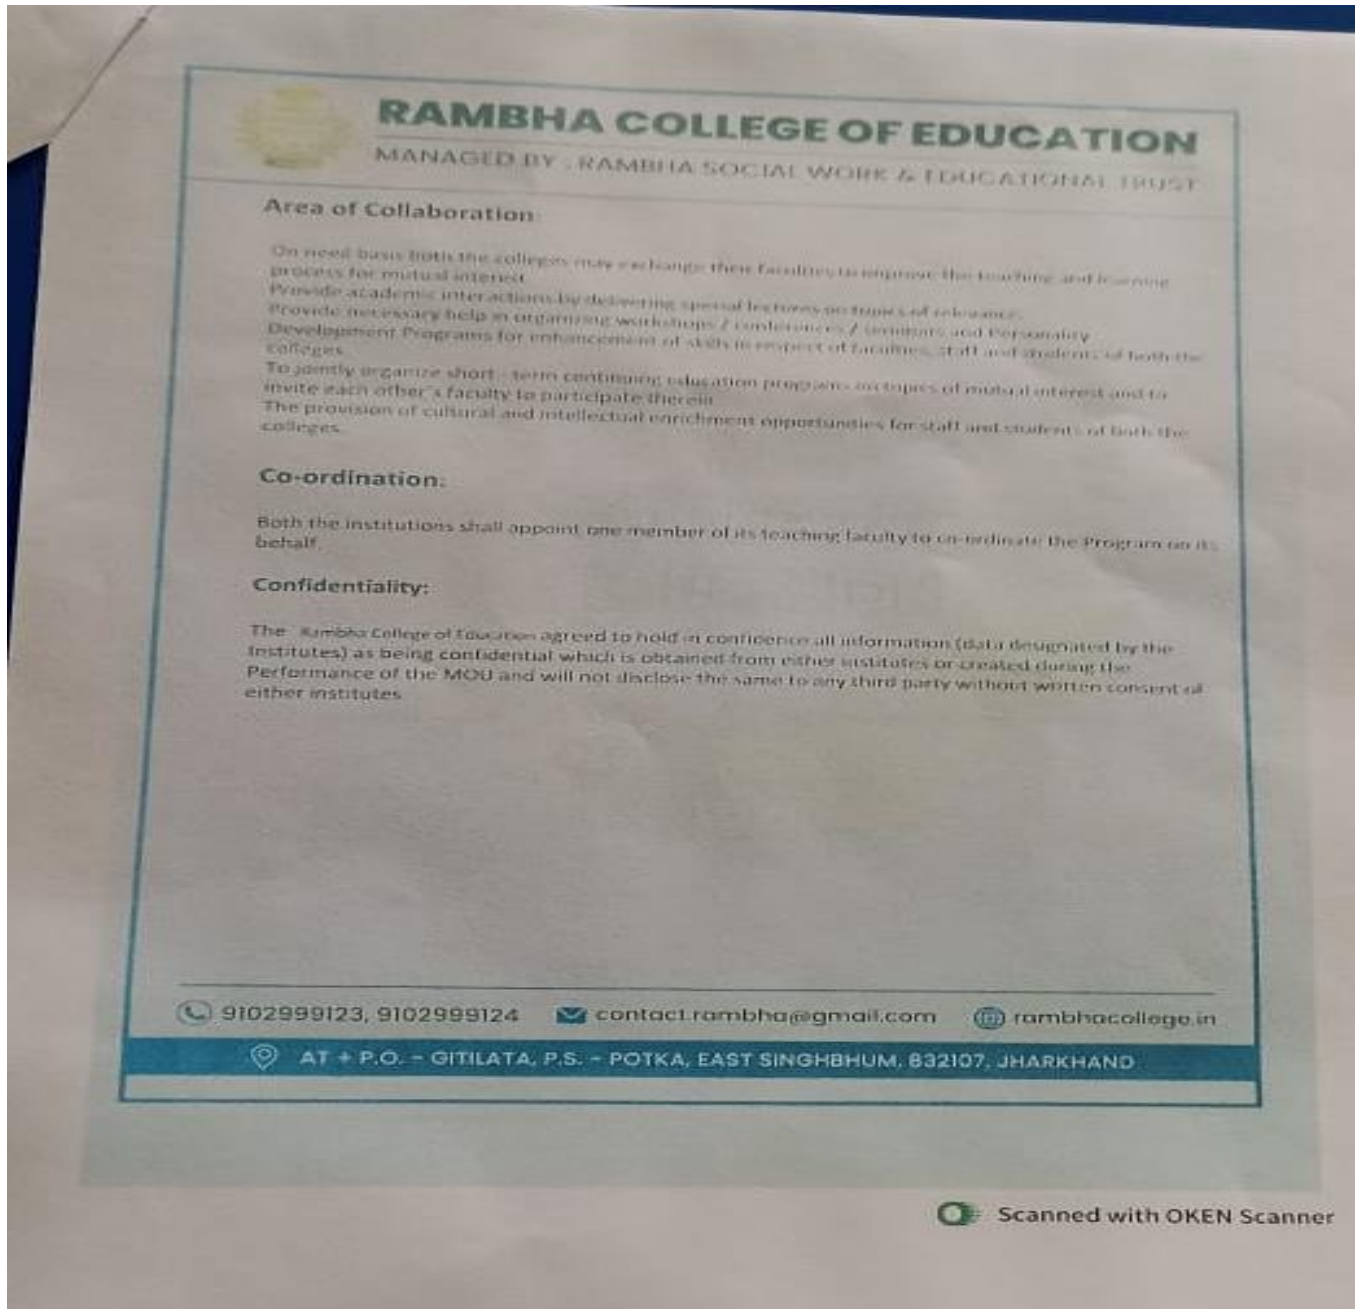 RAMBHA COLLEGE OF EDUCATION
MANAGED BY : RAMBHA SOCIAL WORK & EDUCATIONAL TRUST
Area of Collaboration:
On need basis both the colleges may exchange their faculties to improve the teaching and learning
process for mutual interest
Provide academic interactions by delivering special lectures on topics of relevance.
Provide necessary help in organizing workshops / conferences / seminars and Personality
Development Programs for enhancement of skills in respect of faculties, staff and students of both the
colleges.
To jointly organize short - term continuing education programs on topics of mutual interest and to
invite each other's faculty to participate therein
The provision of cultural and intellectual enrichment opportunities for staff and students of both the
colleges.
Co-ordination:
Both the institutions shall appoint one member of its teaching faculty to co-ordinate the Program on its
behalf.
Confidentiality:
The Rambha College of Education agreed to hold in confidence all information (data designated by the
Institutes) as being confidential which is obtained from either institutes or created during the
Performance of the MOU and will not disclose the same to any third party without written consent of
either institutes
9102999123, 9102999124 contact.rambha@gmail.com rambhacollege.in
AT + P.O. - GITILATA, P.S. - POTKA, EAST SINGHBHUM, 832107, JHARKHAND
Scanned with OKEN Scanner